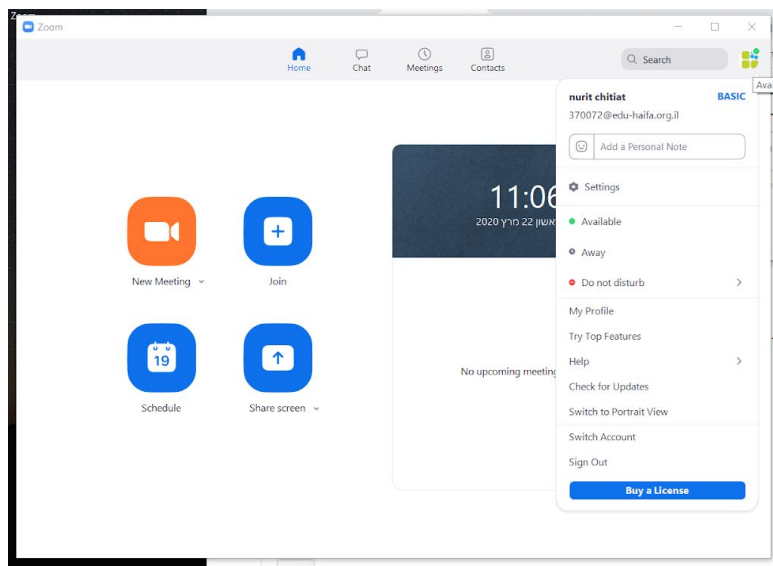 Zoom
Home
Chat
Meetings
Contacts
Search
nurit chitiat BASIC
370072@edu-haifa.org.il
Add a Personal Note
Settings
Available
Away
Do not disturb
My Profile
Try Top Features
Help
Check for Updates
Switch to Portrait View
Switch Account
Sign Out
Buy a License
11:06
22 מרץ 2020
New Meeting
Join
19
Schedule
Share screen
No upcoming